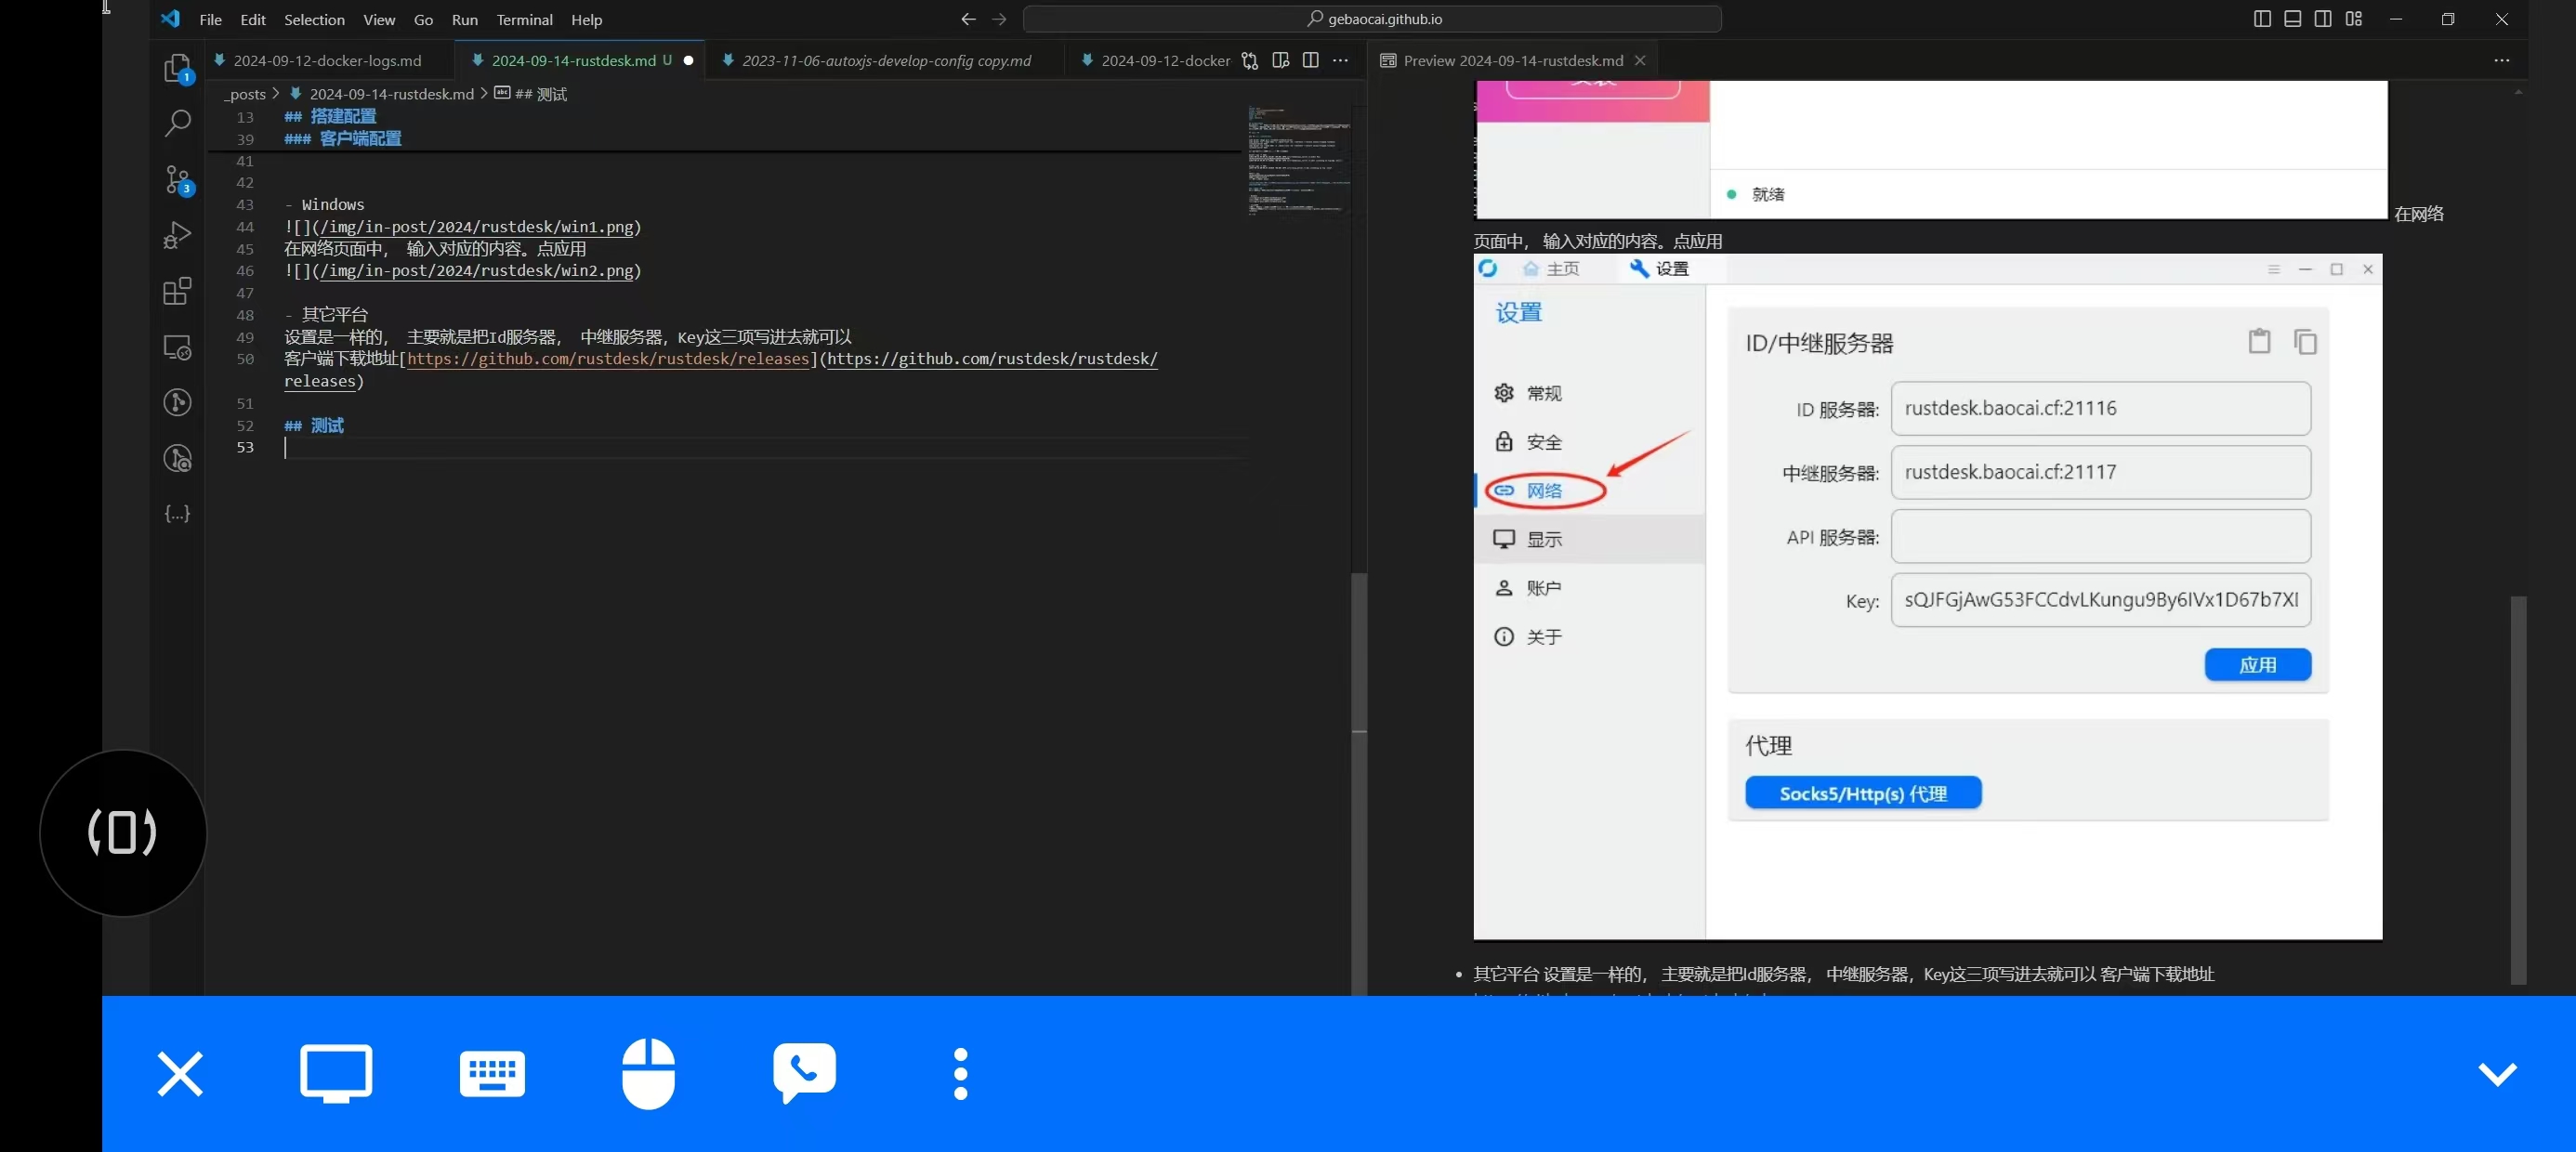 File Edit Selection View Go Run Terminal Help
gebaocai.github.io
2024-09-12-docker-logs.md
2024-09-14-rustdesk.md U
2023-11-06-autoxjs-develop-config copy.md
2024-09-12-docker
Preview 2024-09-14-rustdesk.md
_posts > 2024-09-14-rustdesk.md > ## 测试
1
3
13 ## 搭建配置
39 ### 客户端配置
41
42
43 - Windows
44 ![](/img/in-post/2024/rustdesk/win1.png)
45 在网络页面中， 输入对应的内容。点应用
46 ![](/img/in-post/2024/rustdesk/win2.png)
47
48 - 其它平台
49 设置是一样的， 主要就是把Id服务器， 中继服务器，Key这三项写进去就可以
50 客户端下载地址[https://github.com/rustdesk/rustdesk/releases](https://github.com/rustdesk/rustdesk/
releases)
51
52 ## 测试
53
就绪
在网络
页面中， 输入对应的内容。点应用
主页 设置
设置
常规
安全
网络
显示
账户
关于
ID/中继服务器
ID 服务器: rustdesk.baocai.cf:21116
中继服务器: rustdesk.baocai.cf:21117
API 服务器:
Key: sQJFGjAwG53FCCdvLKungu9By6IVx1D67b7XI
应用
代理
Socks5/Http(s) 代理
• 其它平台 设置是一样的， 主要就是把Id服务器， 中继服务器，Key这三项写进去就可以 客户端下载地址